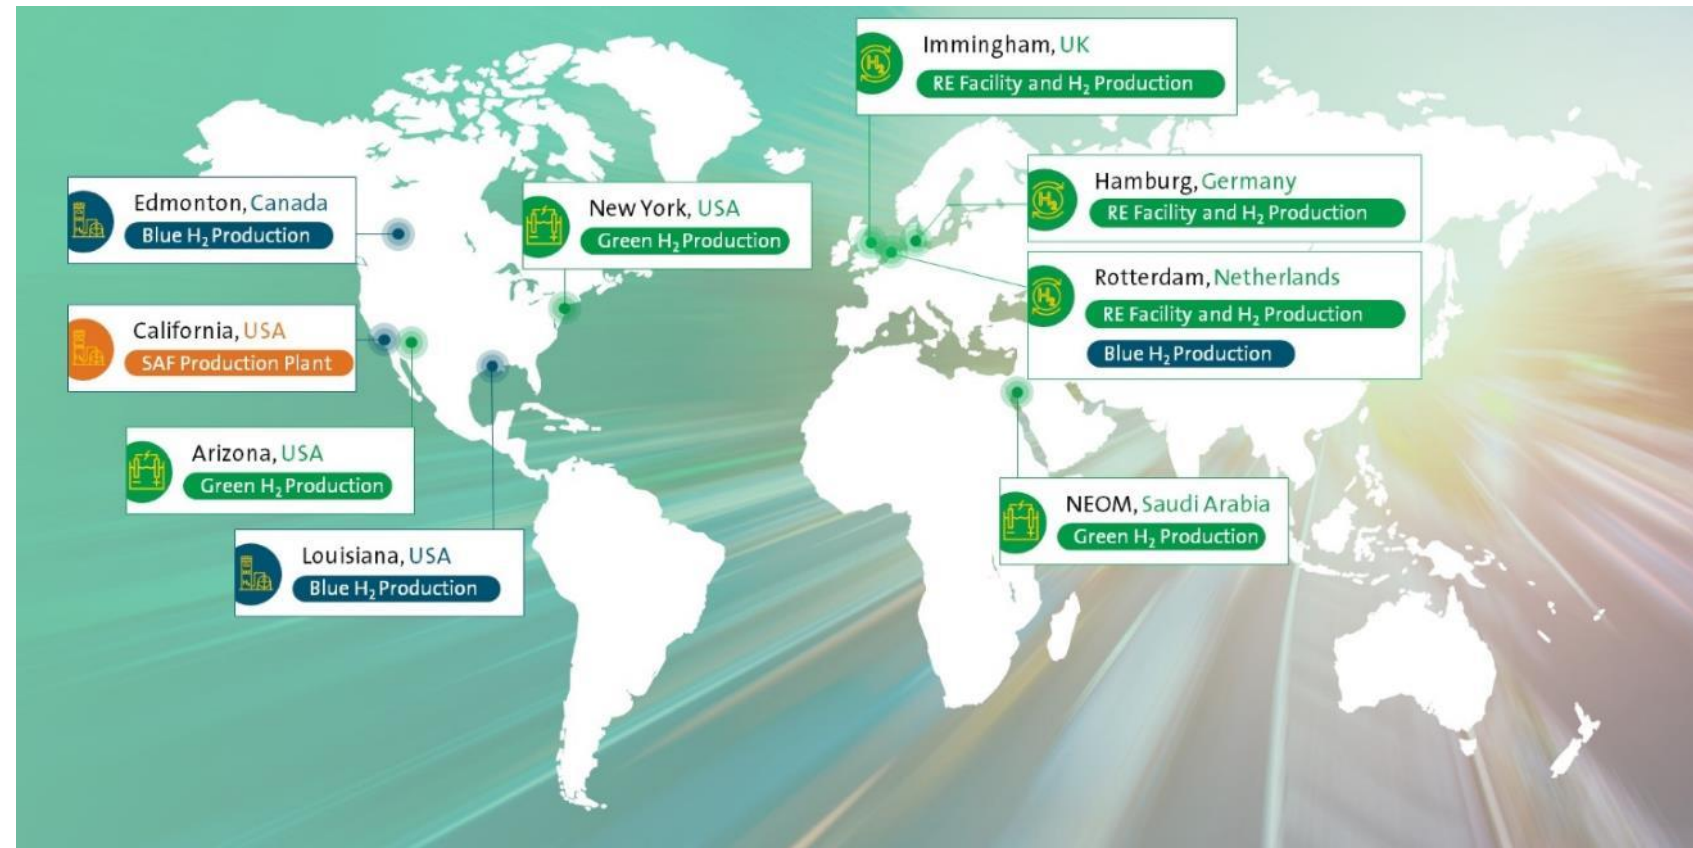 Immingham, UK
RE Facility and H₂ Production
Hamburg, Germany
RE Facility and H₂ Production
Edmonton, Canada
Blue H₂ Production
New York, USA
Green H₂ Production
Rotterdam, Netherlands
RE Facility and H₂ Production
Blue H₂ Production
California, USA
SAF Production Plant
Arizona, USA
Green H₂ Production
NEOM, Saudi Arabia
Green H₂ Production
Louisiana, USA
Blue H₂ Production